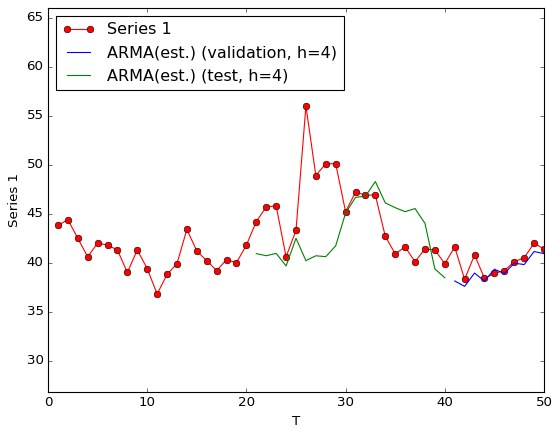 65
60
55
50
45
40
35
30
Series 1
Series 1
ARMA(est.) (validation, h=4)
ARMA(est.) (test, h=4)
0
10
20
30
40
50
T